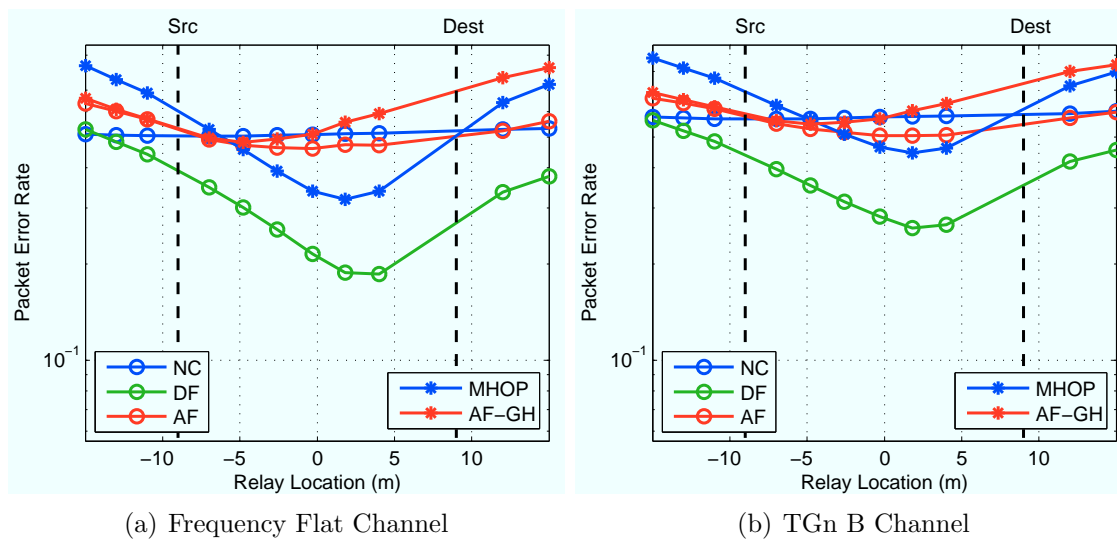 Src
Dest
Packet Error Rate
10⁻¹
NC
DF
AF
MHOP
AF−GH
−10
−5
0
5
10
Relay Location (m)
(a) Frequency Flat Channel
Src
Dest
Packet Error Rate
10⁻¹
NC
DF
AF
MHOP
AF−GH
−10
−5
0
5
10
Relay Location (m)
(b) TGn B Channel